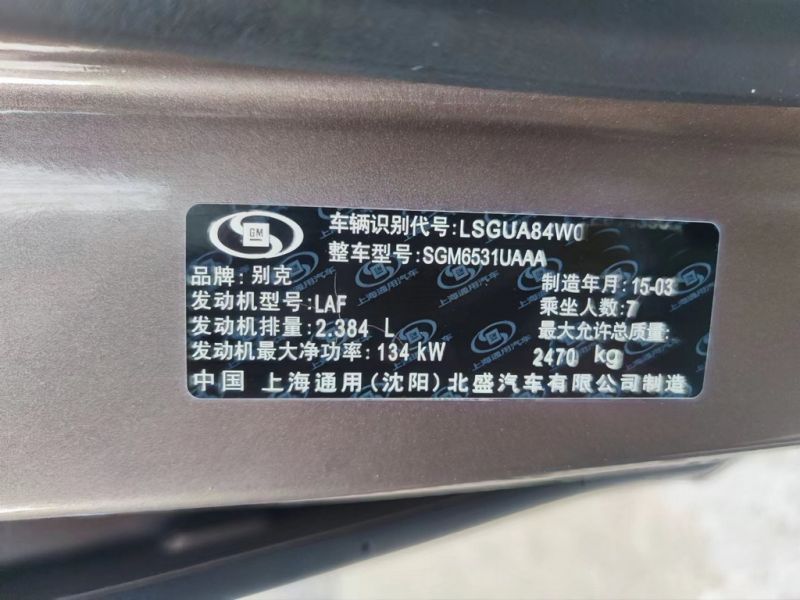 GM
车辆识别代号:LSGUA84W0
整车型号:SGM6531UAAA
品牌:别克
制造年月:15-03
发动机型号:LAF
乘坐人数:7
发动机排量:2.384 L
最大允许总质量:
发动机最大净功率:134 kW
2470 kg
中国 上海通用(沈阳)北盛汽车有限公司制造